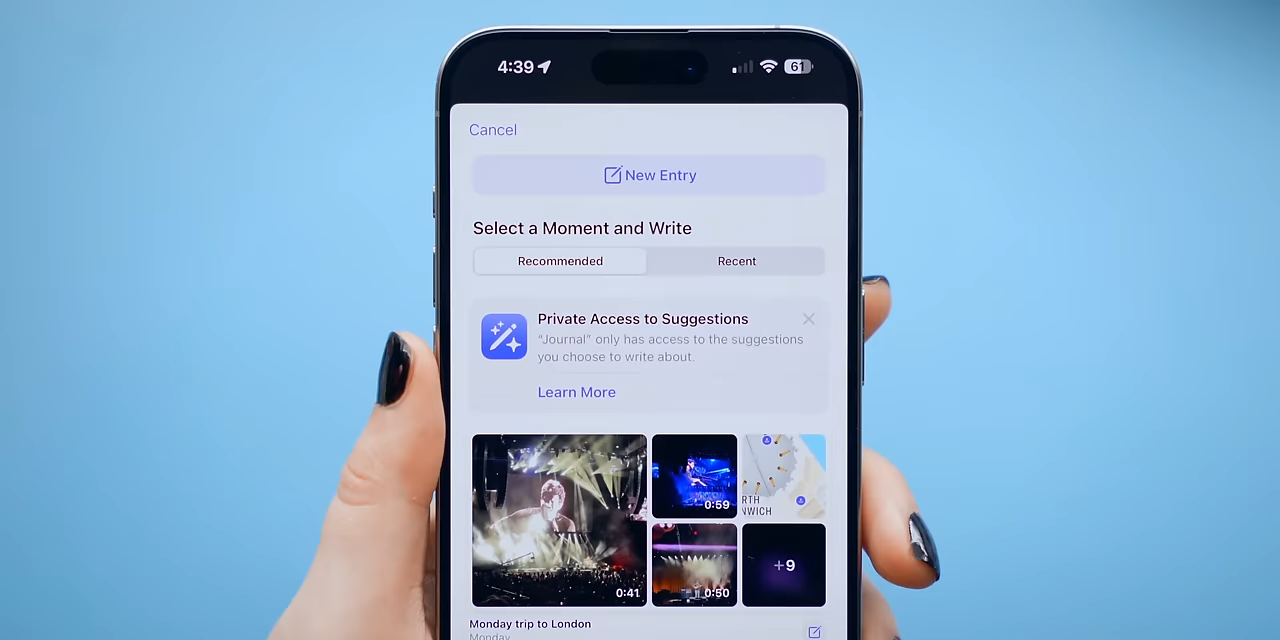 4:39
61
Cancel
New Entry
Select a Moment and Write
Recommended
Recent
Private Access to Suggestions
“Journal” only has access to the suggestions
you choose to write about.
Learn More
0:59
RTH
NWICH
0:41
0:50
+9
Monday trip to London
Monday